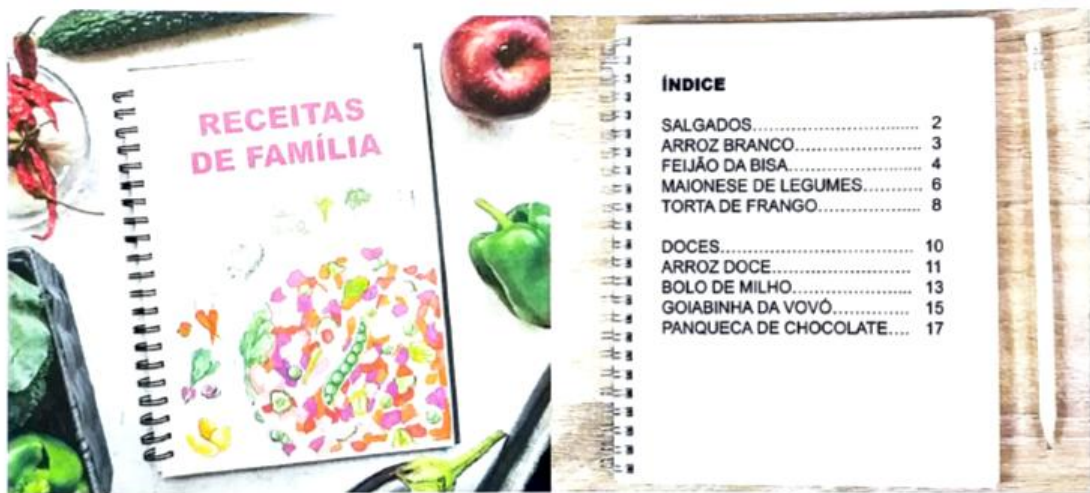 RECEITAS
DE FAMÍLIA
ÍNDICE
SALGADOS................................ 2
ARROZ BRANCO........................ 3
FEIJÃO DA BISA......................... 4
MAIONESE DE LEGUMES........... 6
TORTA DE FRANGO................... 8
DOCES..................................... 10
ARROZ DOCE........................... 11
BOLO DE MILHO....................... 13
GOIABINHA DA VOVÓ............... 15
PANQUECA DE CHOCOLATE.... 17